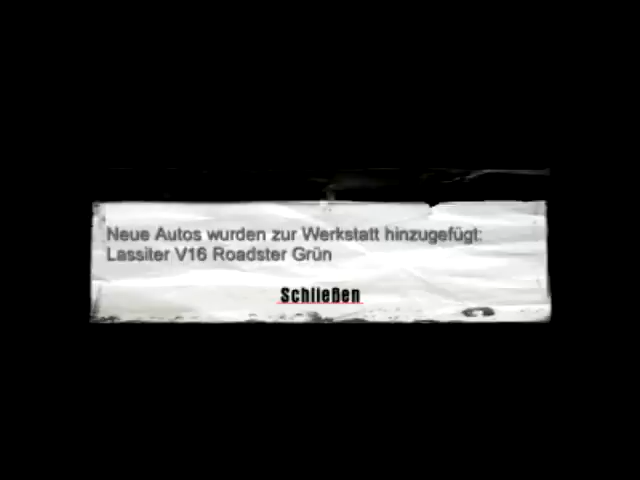 Neue Autos wurden zur Werkstatt hinzugefügt:
Lassiter V16 Roadster Grün
Schließen